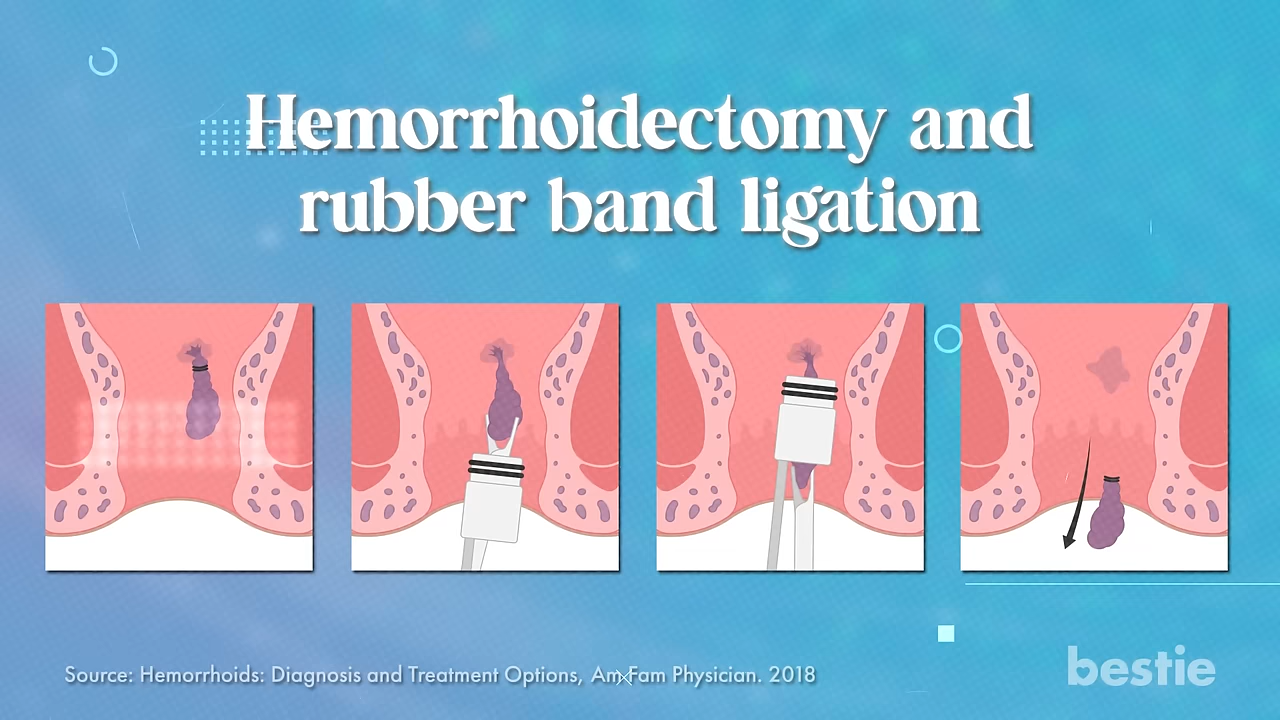 Hemorrhoidectomy and
rubber band ligation
Source: Hemorrhoids: Diagnosis and Treatment Options, Am Fam Physician. 2018
bestie